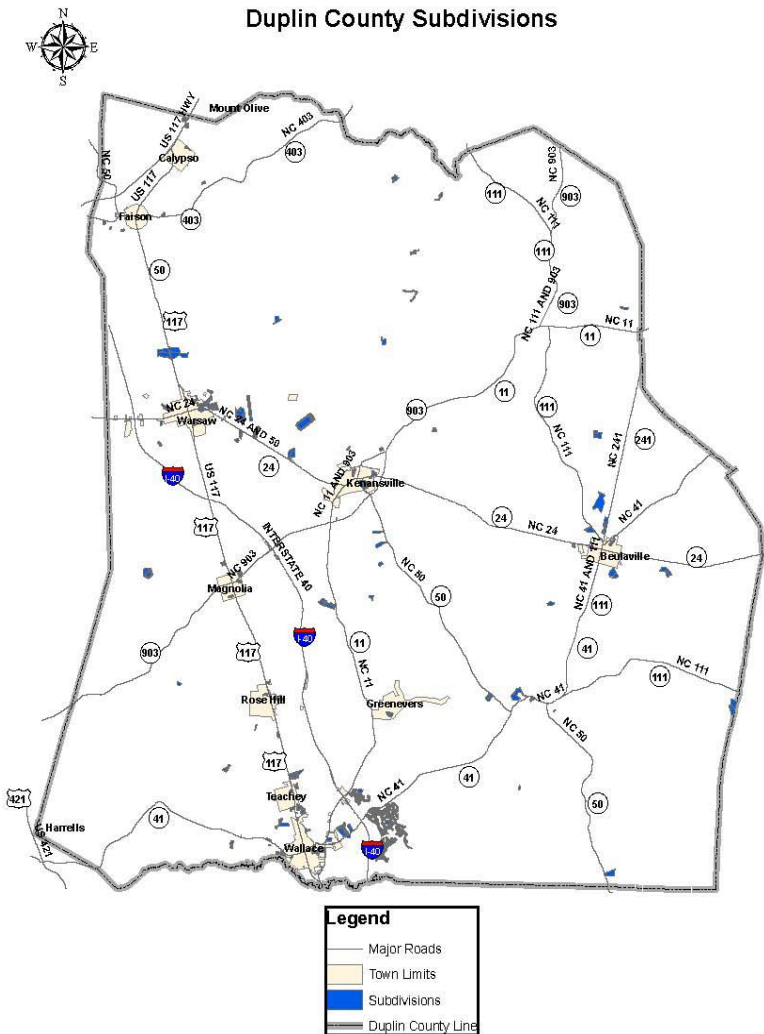 Duplin County Subdivisions
N
W
E
S
Mount Olive
US 117 HWY
NC 403
403
Calypso
NC 50
US 117
NC 903
111
903
Faison
403
NC 111
111
50
NC 111 AND 903
903
117
NC 11
11
11
903
111
NC 24
Warsaw
NC 24 AND 50
NC 111
NC 241
241
24
US 117
I-40
NC 11 AND 903
Kenansville
NC 41
117
INTERSTATE 40
24
NC 24
Beulaville
24
NC 903
NC 50
NC 41 AND 111
Magnolia
50
111
I-40
11
903
117
41
NC 111
111
NC 11
Rose Hill
Greenevers
NC 41
NC 50
117
41
421
Teachey
NC 41
50
Harrells
41
US 421
Wallace
I-40
Legend
Major Roads
Town Limits
Subdivisions
Duplin County Line